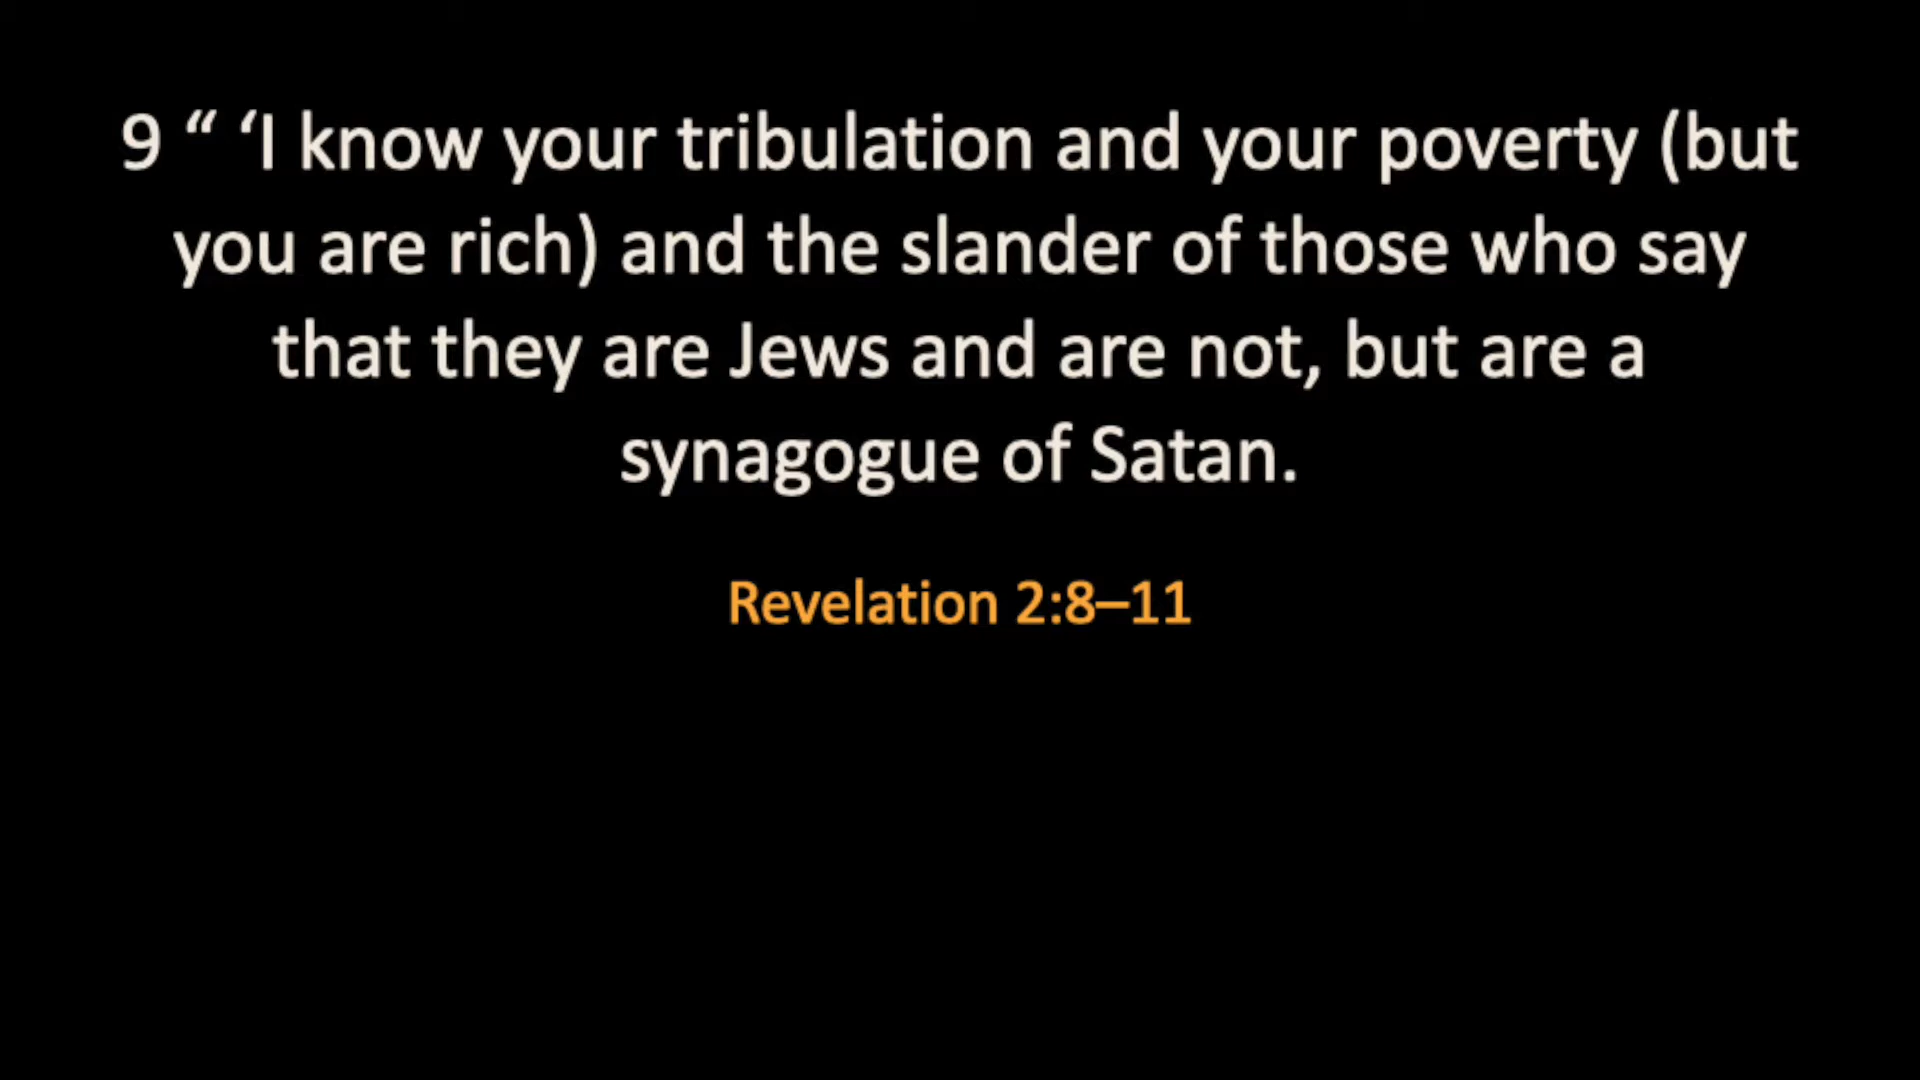 9 “ ‘I know your tribulation and your poverty (but
you are rich) and the slander of those who say
that they are Jews and are not, but are a
synagogue of Satan.
Revelation 2:8–11